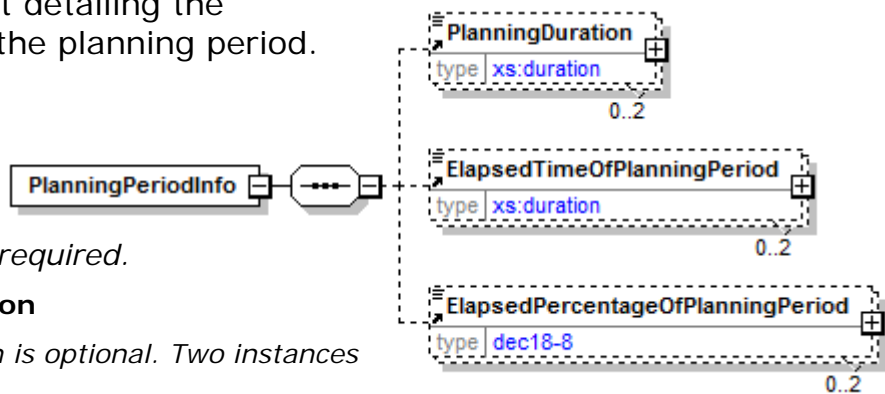 t detailing the
the planning period.
required.
on
n is optional. Two instances
PlanningPeriodInfo
PlanningDuration
type xs:duration
0..2
ElapsedTimeOfPlanningPeriod
type xs:duration
0..2
ElapsedPercentageOfPlanningPeriod
type dec18-8
0..2